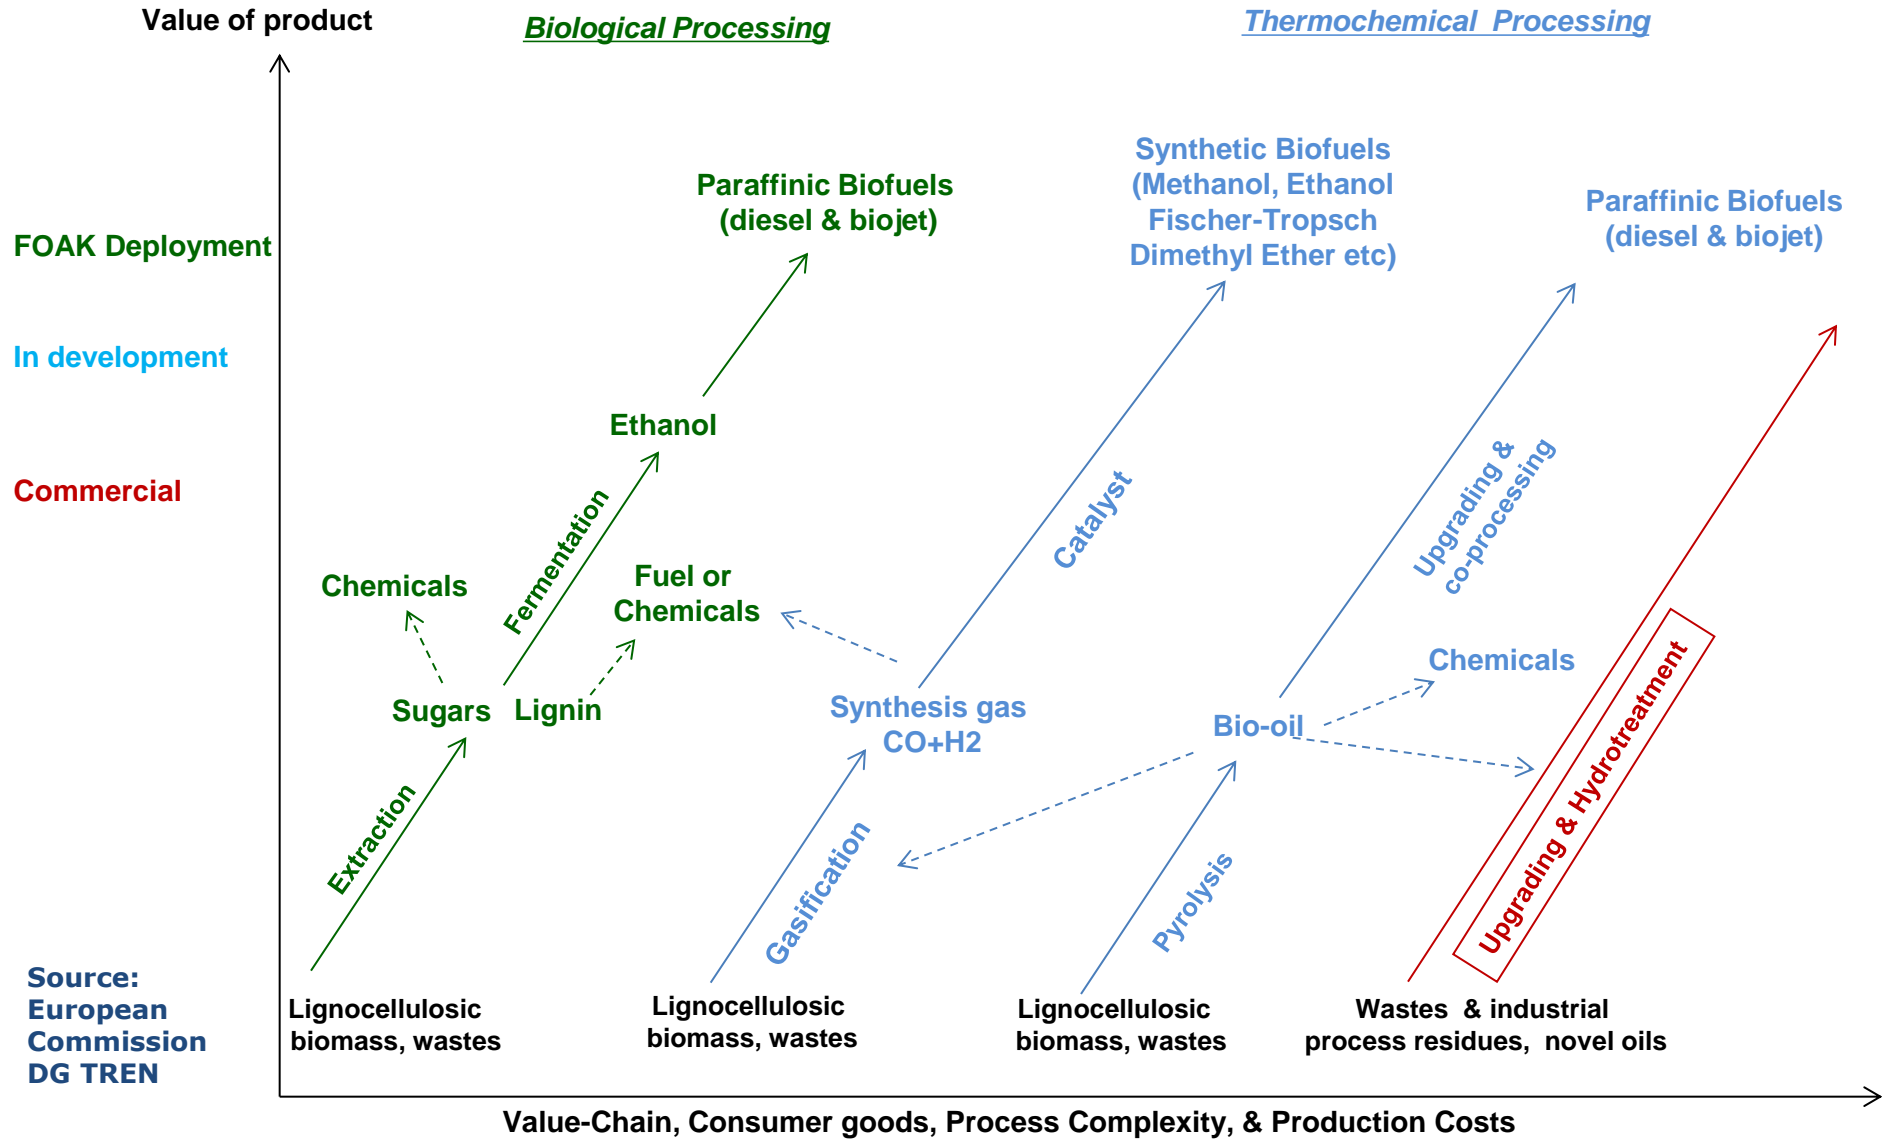 Value of product
Biological Processing
Thermochemical  Processing
Synthetic Biofuels
(Methanol, Ethanol
Fischer-Tropsch
Dimethyl Ether etc)
Paraffinic Biofuels
(diesel & biojet)
Paraffinic Biofuels
(diesel & biojet)
FOAK Deployment
In development
Commercial
Ethanol
Fermentation
Catalyst
Upgrading &
co-processing
Chemicals
Fuel or
Chemicals
Chemicals
Sugars
Lignin
Synthesis gas
CO+H2
Bio-oil
Extraction
Gasification
Pyrolysis
Upgrading & Hydrotreatment
Source:
European
Commission
DG TREN
Lignocellulosic
biomass, wastes
Lignocellulosic
biomass, wastes
Lignocellulosic
biomass, wastes
Wastes  & industrial
process residues,  novel oils
Value-Chain, Consumer goods, Process Complexity, & Production Costs